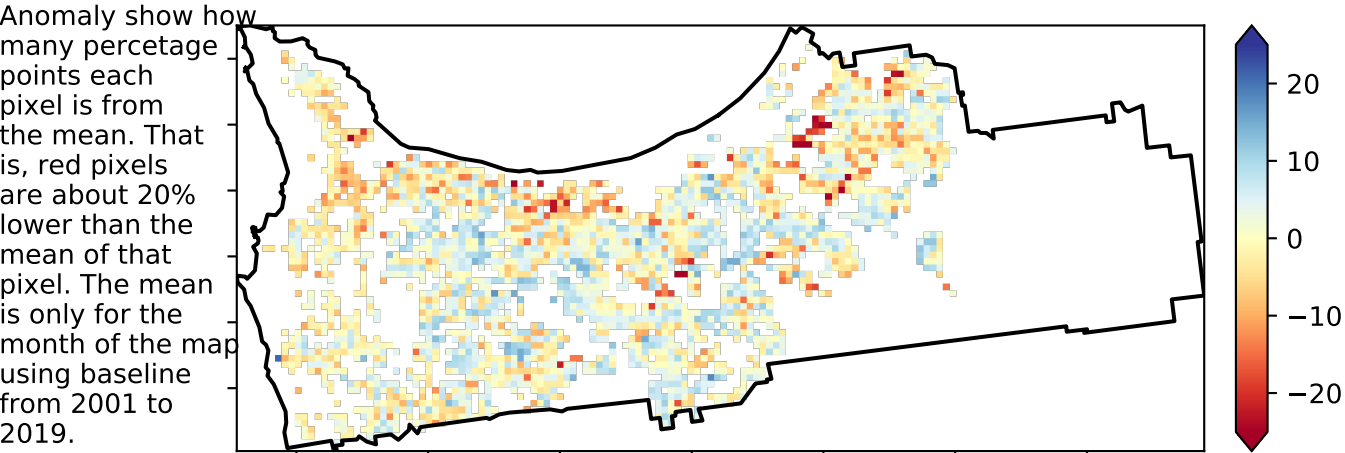 Anomaly show how
many percetage
points each
pixel is from
the mean. That
is, red pixels
are about 20%
lower than the
mean of that
pixel. The mean
is only for the
month of the map
using baseline
from 2001 to
2019.
20
10
0
−10
−20